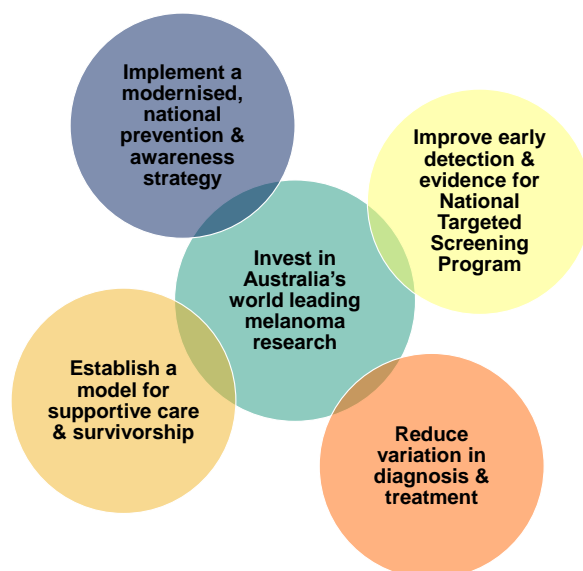 Implement a
modernised,
national
prevention &
awareness
strategy
Improve early
detection &
evidence for
National
Targeted
Screening
Program
Invest in
Australia's
world leading
melanoma
research
Establish a
model for
supportive care
& survivorship
Reduce
variation in
diagnosis &
treatment